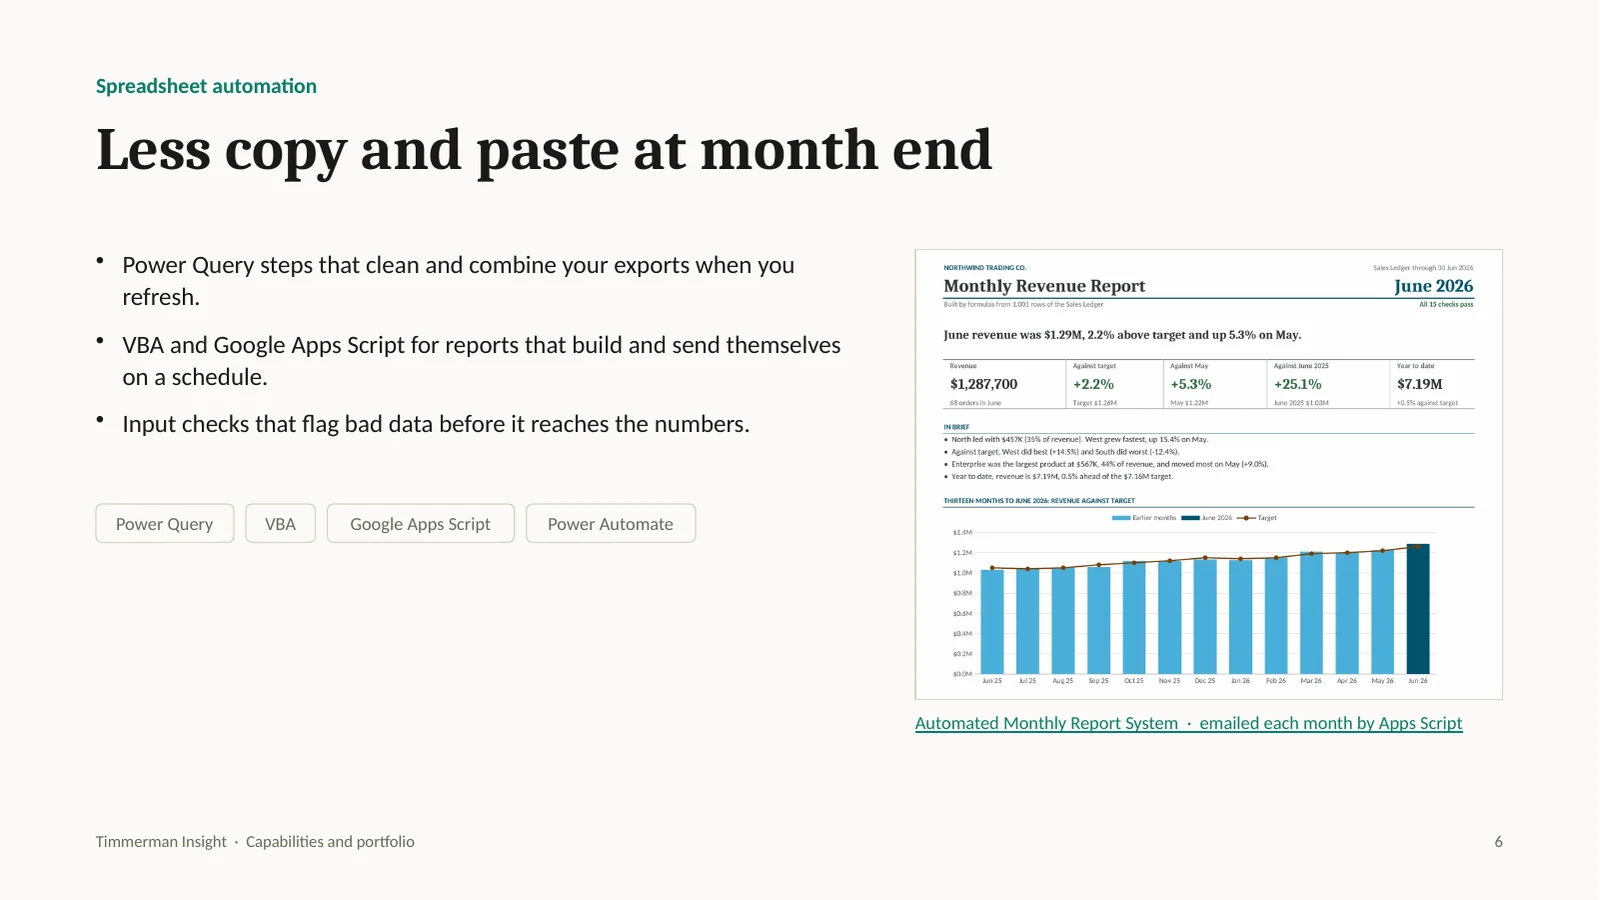 Spreadsheet automation
Less copy and paste at month end
• Power Query steps that clean and combine your exports when you
refresh.
• VBA and Google Apps Script for reports that build and send themselves
on a schedule.
• Input checks that flag bad data before it reaches the numbers.
Power Query VBA Google Apps Script Power Automate
NORTHWIND TRADING CO. Sales Ledger through 30 Jun 2026
Monthly Revenue Report June 2026
Built by formulas from 1,001 rows of the Sales Ledger All 15 checks pass
June revenue was $1.29M, 2.2% above target and up 5.3% on May.
Revenue Against target Against May Against June 2025 Year to date
$1,287,700 +2.2% +5.3% +25.1% $7.19M
68 orders in June Target $1.26M May $1.22M June 2025 $1.03M +0.5% against target
IN BRIEF
• North led with $457K (35% of revenue). West grew fastest, up 15.4% on May.
• Against target, West did best (+14.5%) and South did worst (-12.4%).
• Enterprise was the largest product at $567K, 44% of revenue, and moved most on May (+9.0%).
• Year to date, revenue is $7.19M, 0.5% ahead of the $7.16M target.
THIRTEEN MONTHS TO JUNE 2026: REVENUE AGAINST TARGET
Earlier months June 2026 Target
$1.4M
$1.2M
$1.0M
$0.8M
$0.6M
$0.4M
$0.2M
$0.0M
Jun 25 Jul 25 Aug 25 Sep 25 Oct 25 Nov 25 Dec 25 Jan 26 Feb 26 Mar 26 Apr 26 May 26 Jun 26
Automated Monthly Report System · emailed each month by Apps Script
Timmerman Insight · Capabilities and portfolio 6